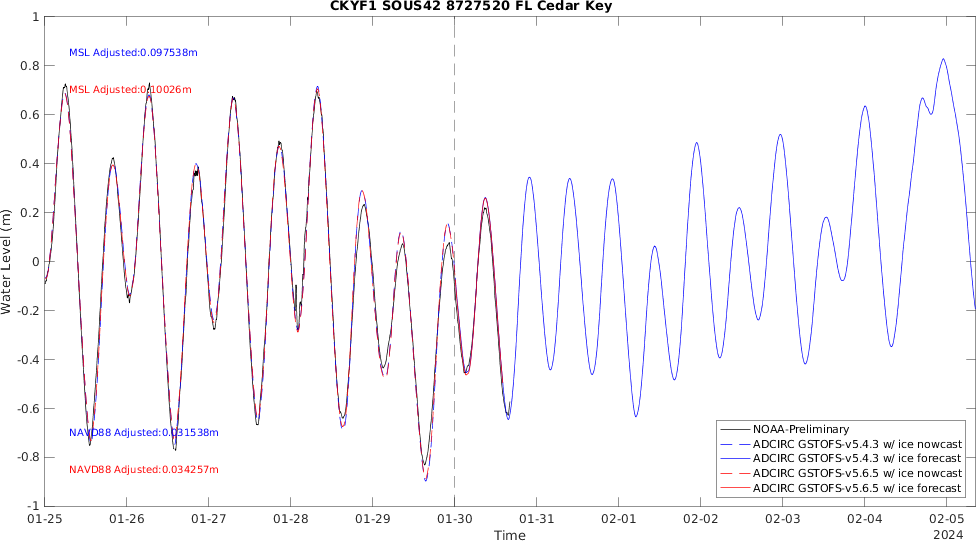 CKYF1 SOUS42 8727520 FL Cedar Key
1
0.8
0.6
0.4
0.2
0
-0.2
-0.4
-0.6
-0.8
-1
Water Level (m)
MSL Adjusted:0.097538m
MSL Adjusted:0.10026m
NAVD88 Adjusted:0.031538m
NAVD88 Adjusted:0.034257m
NOAA-Preliminary
ADCIRC GSTOFS-v5.4.3 w/ ice nowcast
ADCIRC GSTOFS-v5.4.3 w/ ice forecast
ADCIRC GSTOFS-v5.6.5 w/ ice nowcast
ADCIRC GSTOFS-v5.6.5 w/ ice forecast
01-25 01-26 01-27 01-28 01-29 01-30 01-31 02-01 02-02 02-03 02-04 02-05
Time
2024